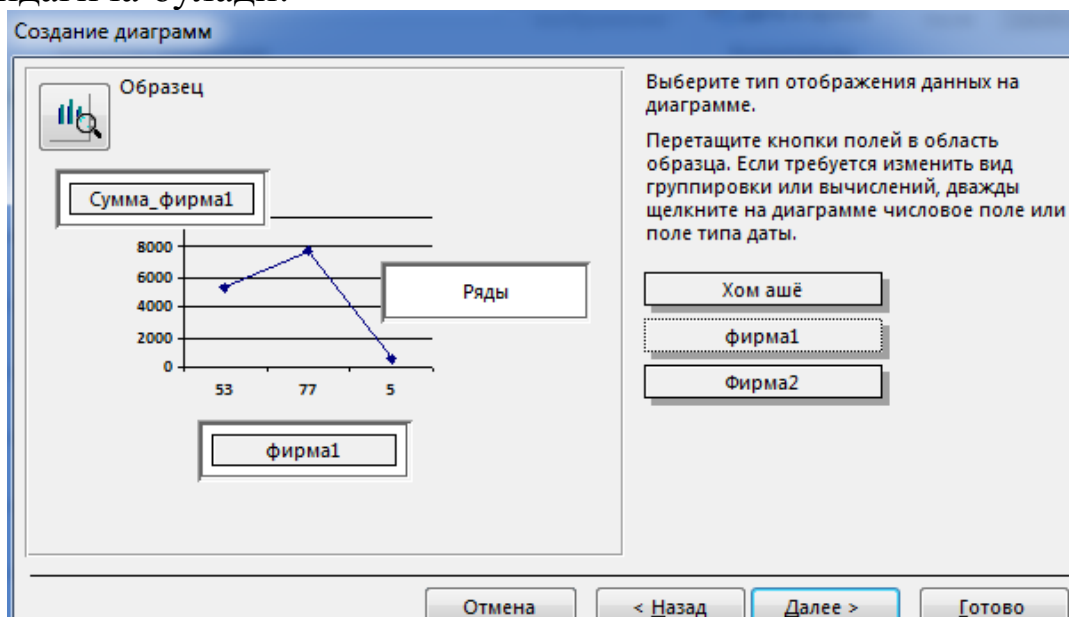 Создание диаграмм
Образец
Сумма_фирма1
8000
6000
4000
2000
0
53 77 5
Ряды
фирма1
Выберите тип отображения данных на
диаграмме.
Перетащите кнопки полей в область
образца. Если требуется изменить вид
группировки или вычислений, дважды
щелкните на диаграмме числовое поле или
поле типа даты.
Хом ашё
фирма1
Фирма2
Отмена
< Назад
Далее >
Готово